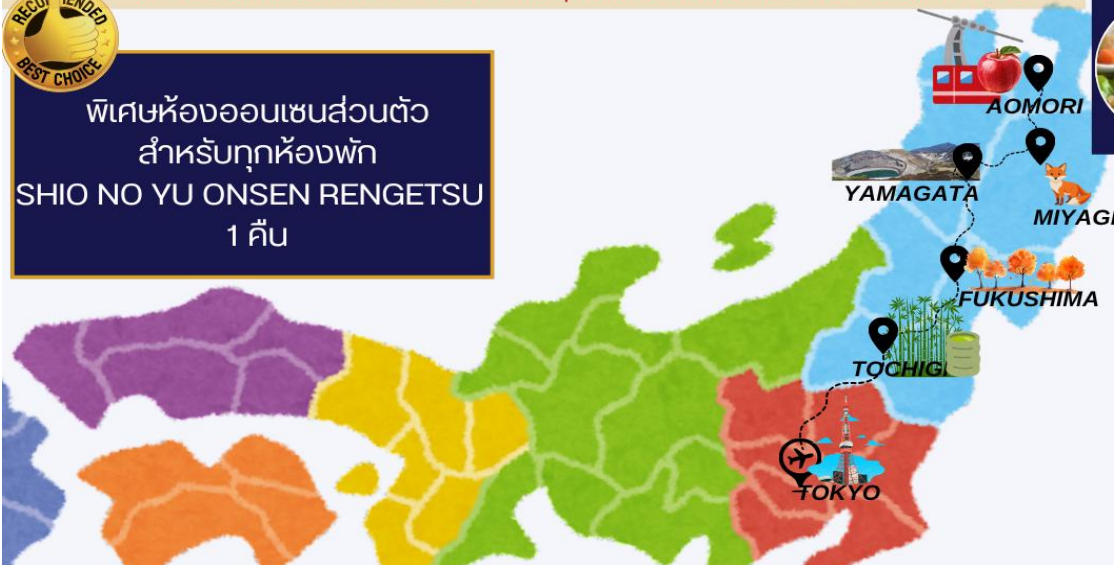 RECOMMENDED
BEST CHOICE
พิเศษห้องออนเซนส่วนตัว
สำหรับทุกห้องพัก
SHIO NO YU ONSEN RENGETSU
1 คืน
AOMORI
YAMAGATA
MIYAGI
FUKUSHIMA
TOCHIGI
TOKYO